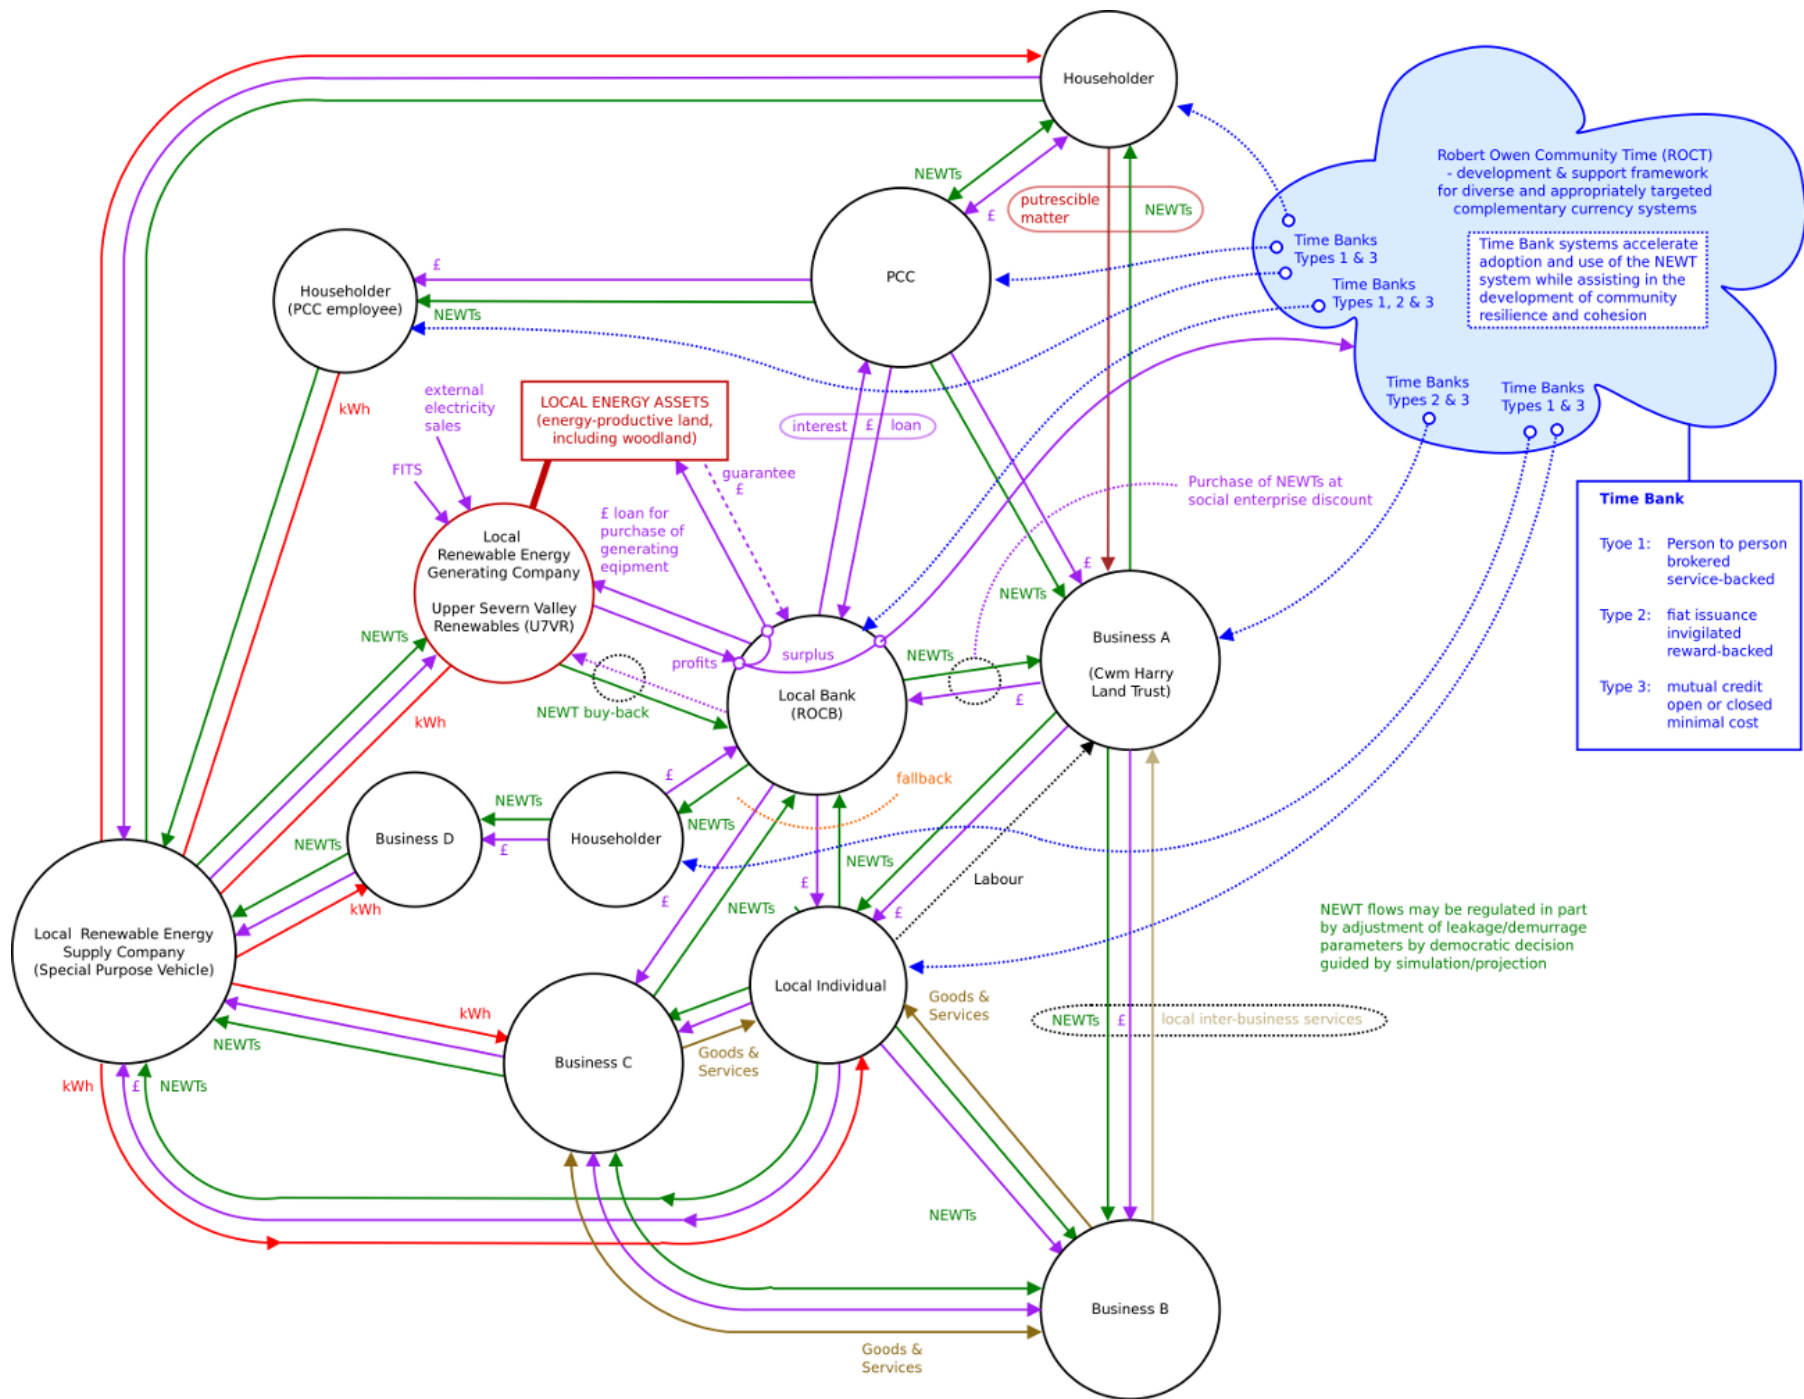 Householder
Robert Owen Community Time (ROCT)
- development & support framework
for diverse and appropriately targeted
complementary currency systems
Time Bank systems accelerate
adoption and use of the NEWT
system while assisting in the
development of community
resilience and cohesion
Time Banks
Types 1 & 3
Time Banks
Types 1, 2 & 3
Time Banks
Types 2 & 3
Time Banks
Types 1 & 3
NEWTs
£
putrescible
matter
NEWTs
PCC
Householder
(PCC employee)
£
NEWTs
kWh
external
electricity
sales
FITS
LOCAL ENERGY ASSETS
(energy-productive land,
including woodland)
guarantee
£
interest £ loan
Purchase of NEWTs at
social enterprise discount
Time Bank
Tyoe 1: Person to person
brokered
service-backed
Type 2: fiat issuance
invigilated
reward-backed
Type 3: mutual credit
open or closed
minimal cost
Local
Renewable Energy
Generating Company
Upper Severn Valley
Renewables (U7VR)
£ loan for
purchase of
generating
eqipment
£
NEWTs
Business A
(Cwm Harry
Land Trust)
NEWTs
profits
surplus
NEWTs
Local Bank
(ROCB)
£
NEWT buy-back
kWh
fallback
£
NEWTs
NEWTs
Business D
£
Householder
NEWTs
kWh
NEWTs
£
£
NEWTs
£
Labour
Local Renewable Energy
Supply Company
(Special Purpose Vehicle)
Local Individual
NEWT flows may be regulated in part
by adjustment of leakage/demurrage
parameters by democratic decision
guided by simulation/projection
kWh
NEWTs
Goods &
Services
NEWTs £ local inter-business services
Business C
Goods &
Services
kWh £ NEWTs
NEWTs
Business B
Goods &
Services